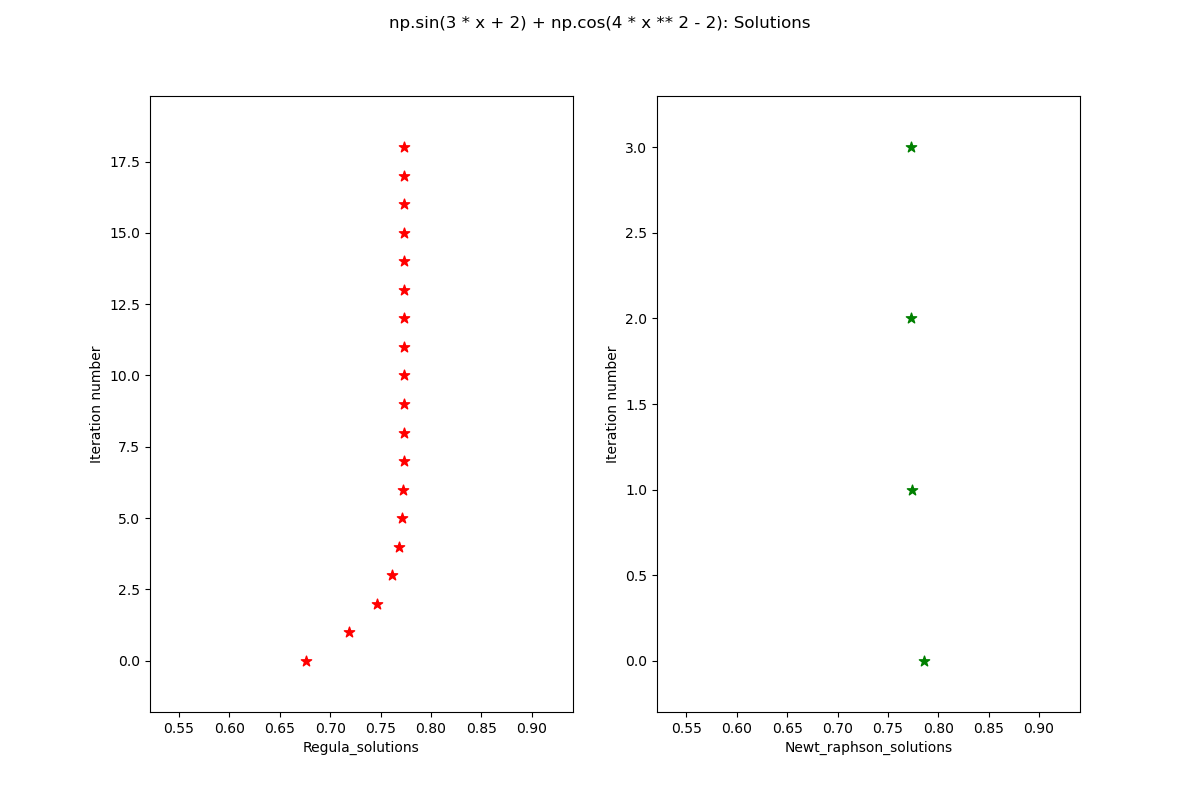 np.sin(3 * x + 2) + np.cos(4 * x ** 2 - 2): Solutions
17.5
15.0
12.5
10.0
7.5
5.0
2.5
0.0
Iteration number
0.55 0.60 0.65 0.70 0.75 0.80 0.85 0.90
Regula_solutions
3.0
2.5
2.0
1.5
1.0
0.5
0.0
Iteration number
0.55 0.60 0.65 0.70 0.75 0.80 0.85 0.90
Newt_raphson_solutions